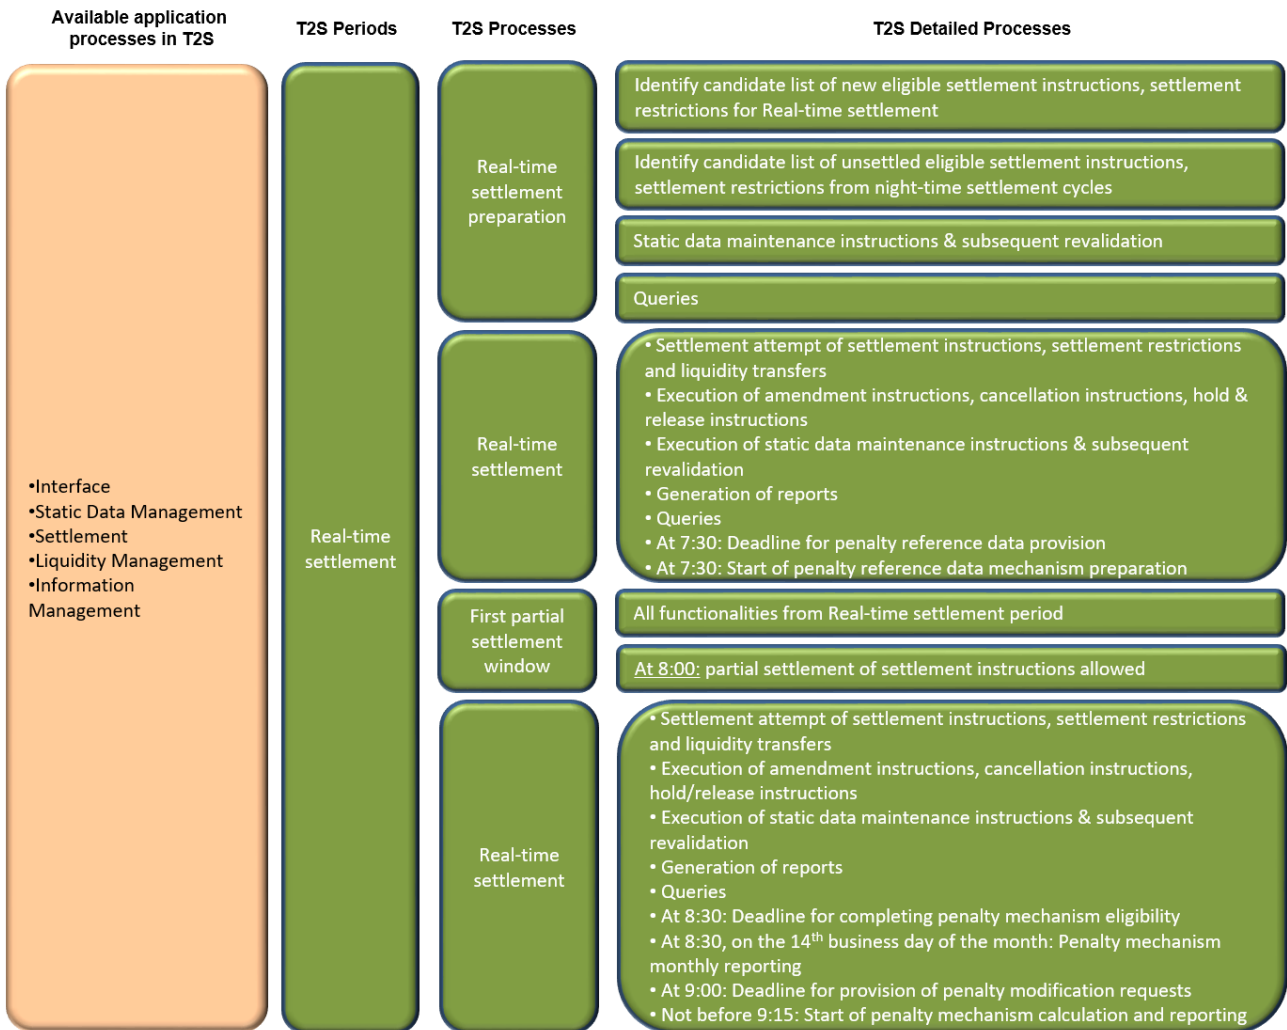 Available application
processes in T2S
T2S Periods
T2S Processes
T2S Detailed Processes
•Interface
•Static Data Management
•Settlement
•Liquidity Management
•Information
Management
Real-time
settlement
Real-time
settlement
preparation
Identify candidate list of new eligible settlement instructions, settlement
restrictions for Real-time settlement
Identify candidate list of unsettled eligible settlement instructions,
settlement restrictions from night-time settlement cycles
Static data maintenance instructions & subsequent revalidation
Queries
Real-time
settlement
• Settlement attempt of settlement instructions, settlement restrictions
and liquidity transfers
• Execution of amendment instructions, cancellation instructions, hold &
release instructions
• Execution of static data maintenance instructions & subsequent
revalidation
• Generation of reports
• Queries
• At 7:30: Deadline for penalty reference data provision
• At 7:30: Start of penalty reference data mechanism preparation
First partial
settlement
window
All functionalities from Real-time settlement period
At 8:00: partial settlement of settlement instructions allowed
Real-time
settlement
• Settlement attempt of settlement instructions, settlement restrictions
and liquidity transfers
• Execution of amendment instructions, cancellation instructions,
hold/release instructions
• Execution of static data maintenance instructions & subsequent
revalidation
• Generation of reports
• Queries
• At 8:30: Deadline for completing penalty mechanism eligibility
• At 8:30, on the 14th business day of the month: Penalty mechanism
monthly reporting
• At 9:00: Deadline for provision of penalty modification requests
• Not before 9:15: Start of penalty mechanism calculation and reporting